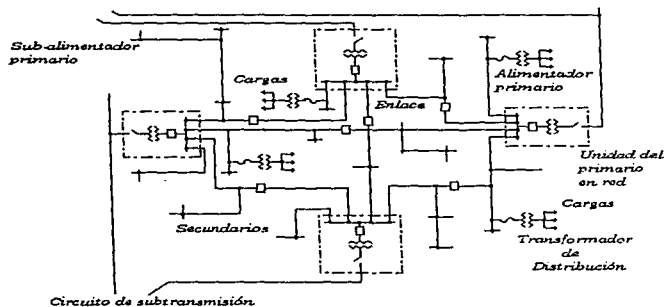 Sub-alimentador
primario
Cargas
Enlace
Alimentador
primario
Unidad del
primario
en red
Secundarios
Cargas
Transformador
de
Distribución
Circuito de subtransmisión